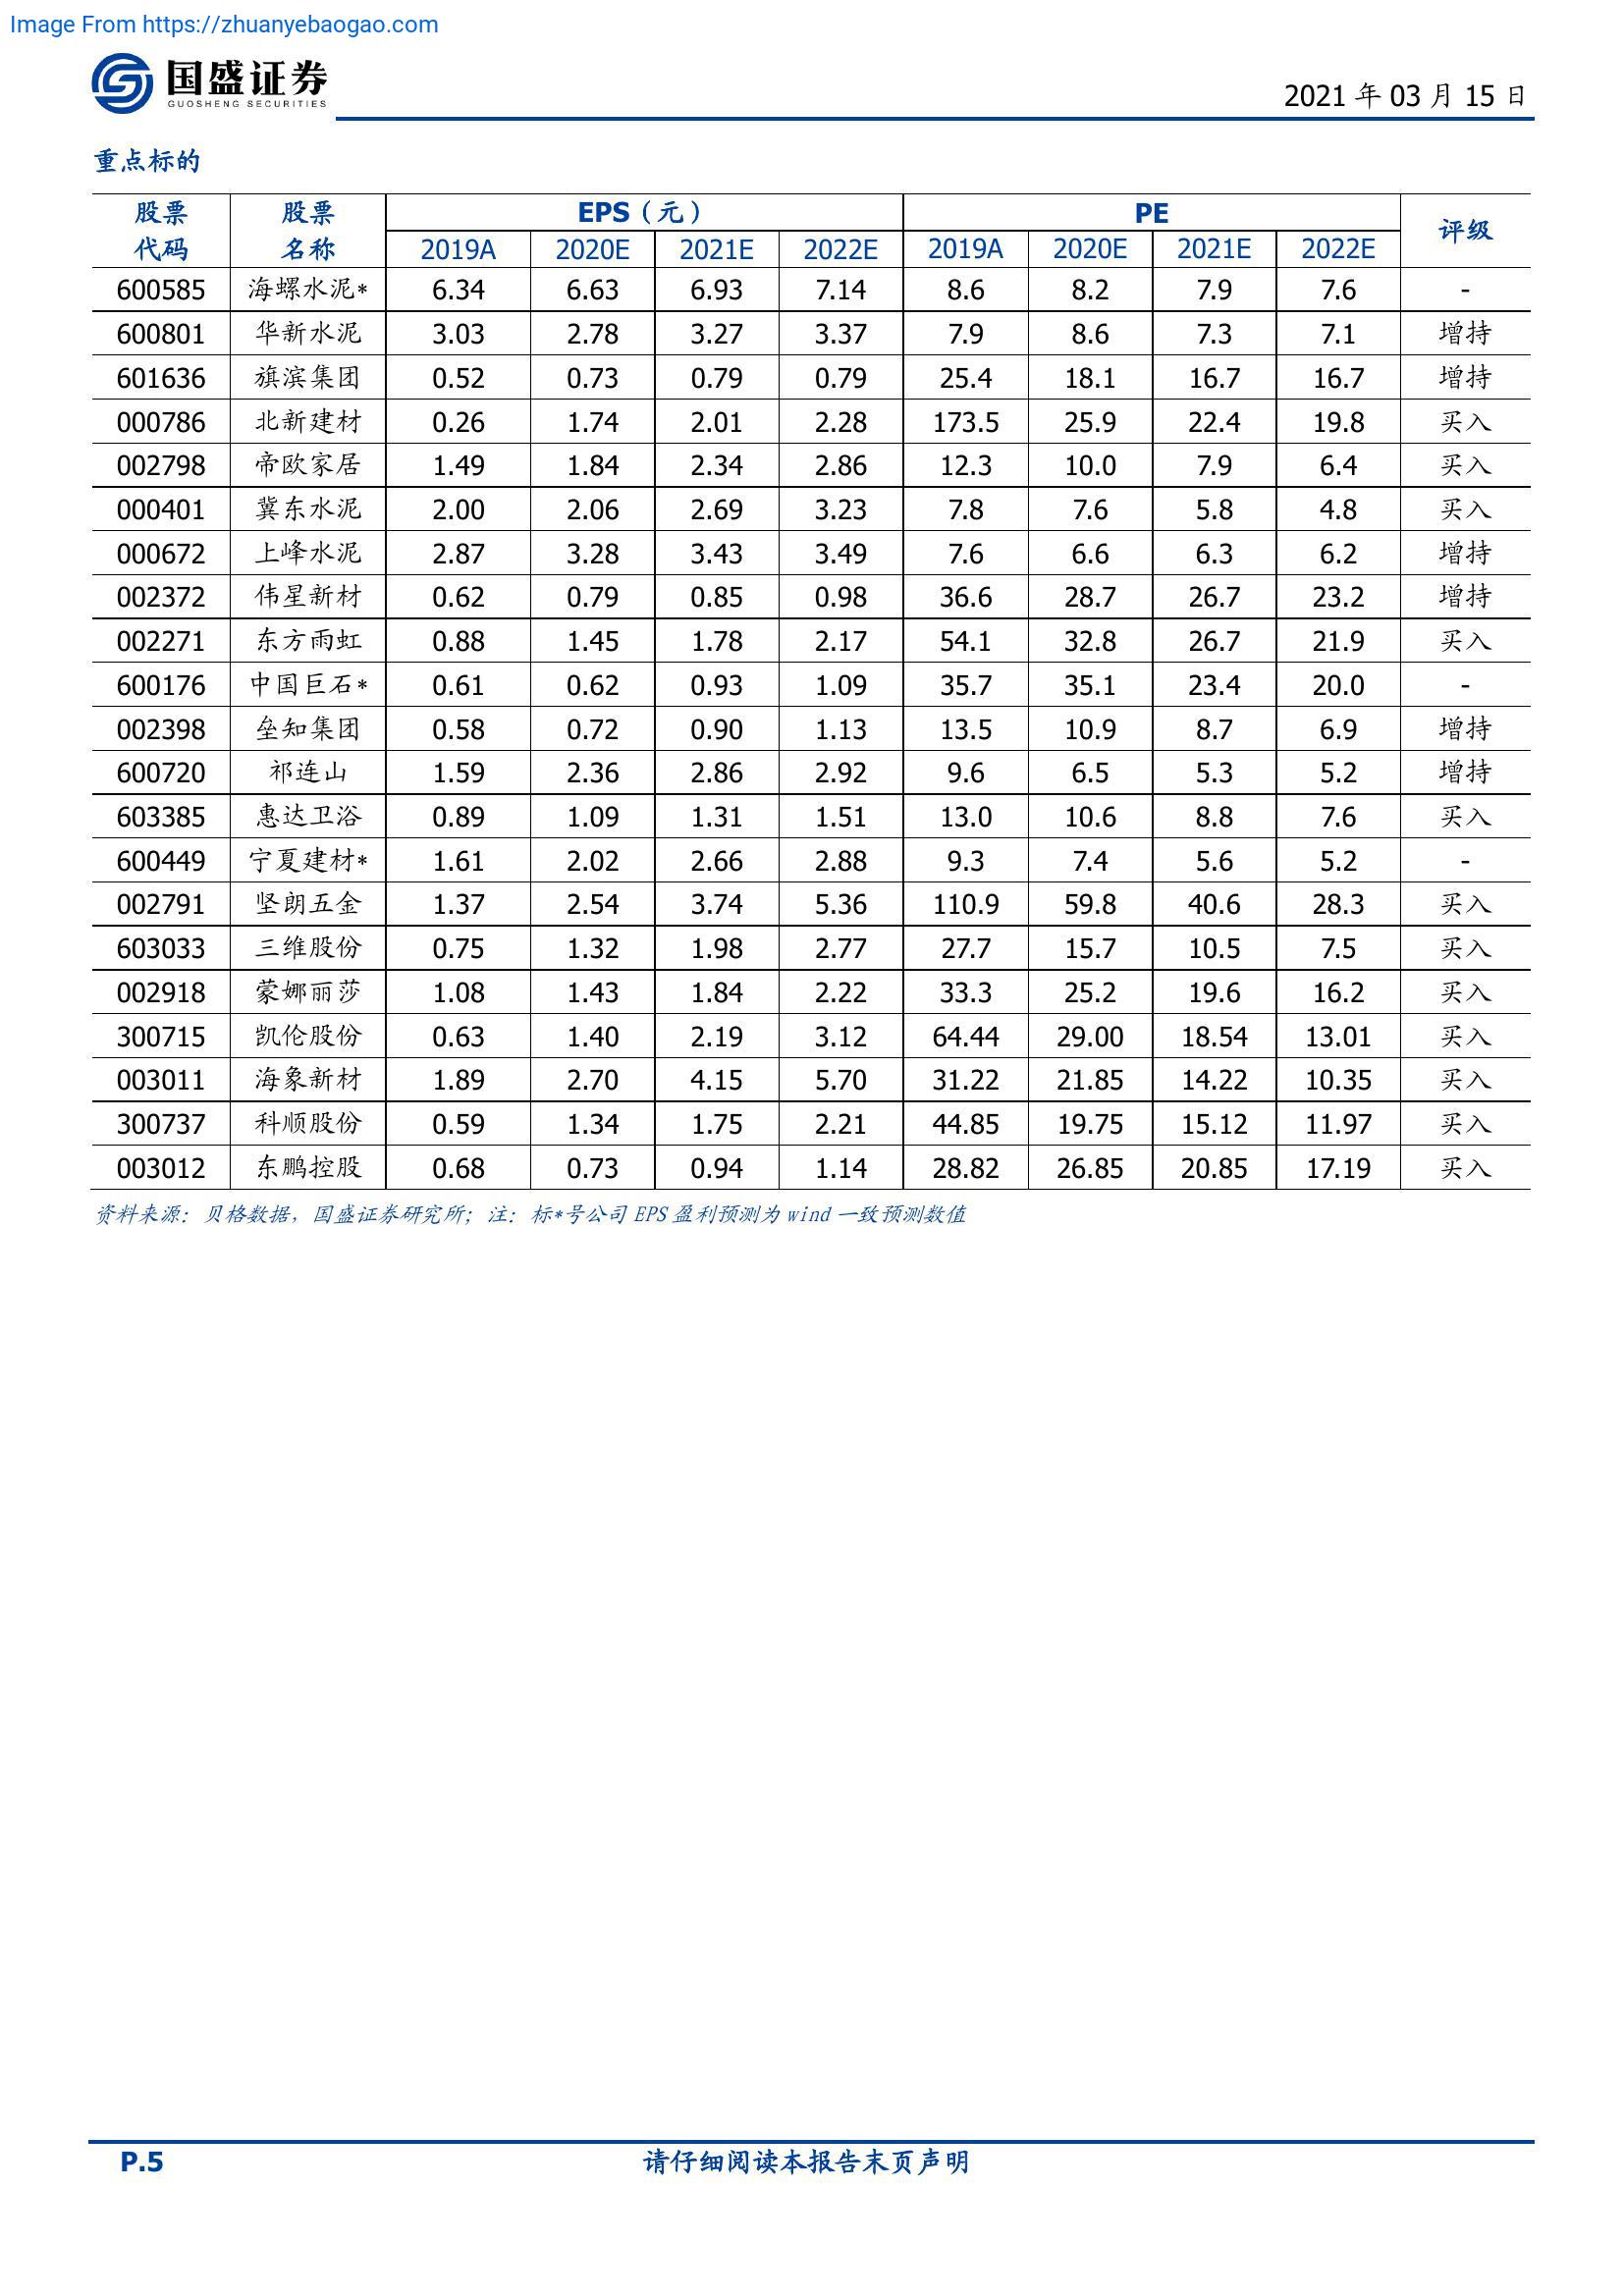 Image From https://zhuanyebaogao.com
国盛证券
GUOSHENG SECURITIES
2021 年 03 月 15 日
重点标的
股票 股票 EPS（元） PE 评级
代码 名称 2019A 2020E 2021E 2022E 2019A 2020E 2021E 2022E
600585 海螺水泥* 6.34 6.63 6.93 7.14 8.6 8.2 7.9 7.6 -
600801 华新水泥 3.03 2.78 3.27 3.37 7.9 8.6 7.3 7.1 增持
601636 旗滨集团 0.52 0.73 0.79 0.79 25.4 18.1 16.7 16.7 增持
000786 北新建材 0.26 1.74 2.01 2.28 173.5 25.9 22.4 19.8 买入
002798 帝欧家居 1.49 1.84 2.34 2.86 12.3 10.0 7.9 6.4 买入
000401 冀东水泥 2.00 2.06 2.69 3.23 7.8 7.6 5.8 4.8 买入
000672 上峰水泥 2.87 3.28 3.43 3.49 7.6 6.6 6.3 6.2 增持
002372 伟星新材 0.62 0.79 0.85 0.98 36.6 28.7 26.7 23.2 增持
002271 东方雨虹 0.88 1.45 1.78 2.17 54.1 32.8 26.7 21.9 买入
600176 中国巨石* 0.61 0.62 0.93 1.09 35.7 35.1 23.4 20.0 -
002398 垒知集团 0.58 0.72 0.90 1.13 13.5 10.9 8.7 6.9 增持
600720 祁连山 1.59 2.36 2.86 2.92 9.6 6.5 5.3 5.2 增持
603385 惠达卫浴 0.89 1.09 1.31 1.51 13.0 10.6 8.8 7.6 买入
600449 宁夏建材* 1.61 2.02 2.66 2.88 9.3 7.4 5.6 5.2 -
002791 坚朗五金 1.37 2.54 3.74 5.36 110.9 59.8 40.6 28.3 买入
603033 三维股份 0.75 1.32 1.98 2.77 27.7 15.7 10.5 7.5 买入
002918 蒙娜丽莎 1.08 1.43 1.84 2.22 33.3 25.2 19.6 16.2 买入
300715 凯伦股份 0.63 1.40 2.19 3.12 64.44 29.00 18.54 13.01 买入
003011 海象新材 1.89 2.70 4.15 5.70 31.22 21.85 14.22 10.35 买入
300737 科顺股份 0.59 1.34 1.75 2.21 44.85 19.75 15.12 11.97 买入
003012 东鹏控股 0.68 0.73 0.94 1.14 28.82 26.85 20.85 17.19 买入
资料来源：贝格数据，国盛证券研究所；注：标*号公司 EPS 盈利预测为 wind 一致预测数值
P.5 请仔细阅读本报告末页声明